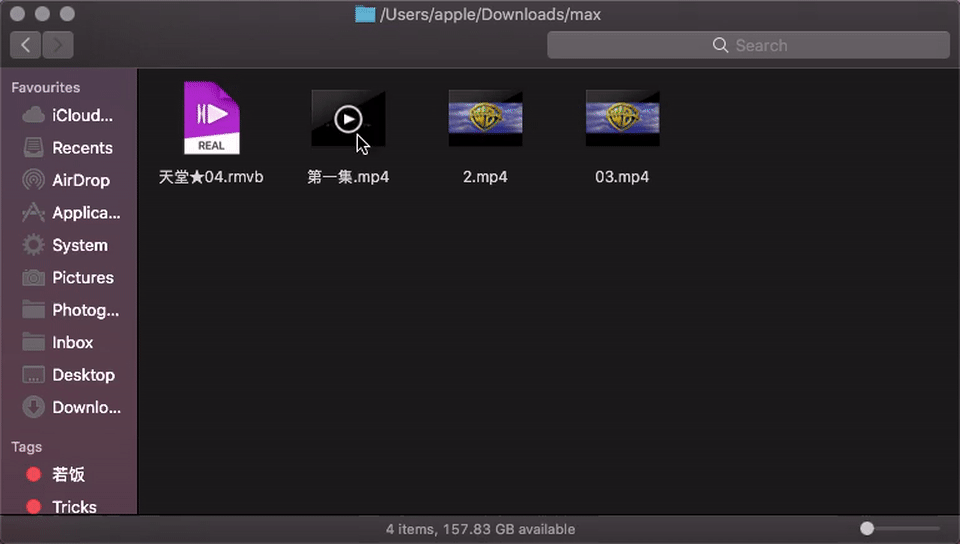 /Users/apple/Downloads/max
Search
Favourites
iCloud...
Recents
AirDrop
Applica...
System
Pictures
Photog...
Inbox
Desktop
Downlo...
Tags
若饭
Tricks
REAL
天堂★04.rmvb
第一集.mp4
2.mp4
03.mp4
4 items, 157.83 GB available